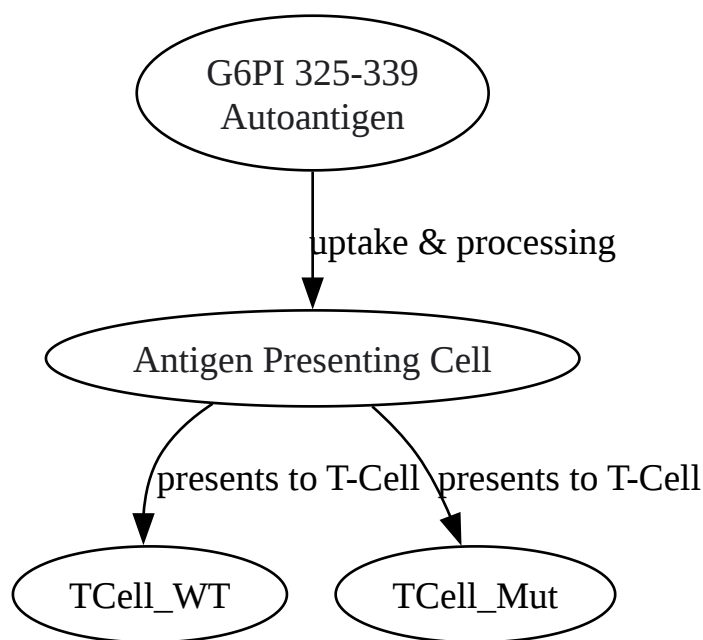 G6PI 325-339
Autoantigen
uptake & processing
Antigen Presenting Cell
presents to T-Cell
presents to T-Cell
TCell_WT
TCell_Mut